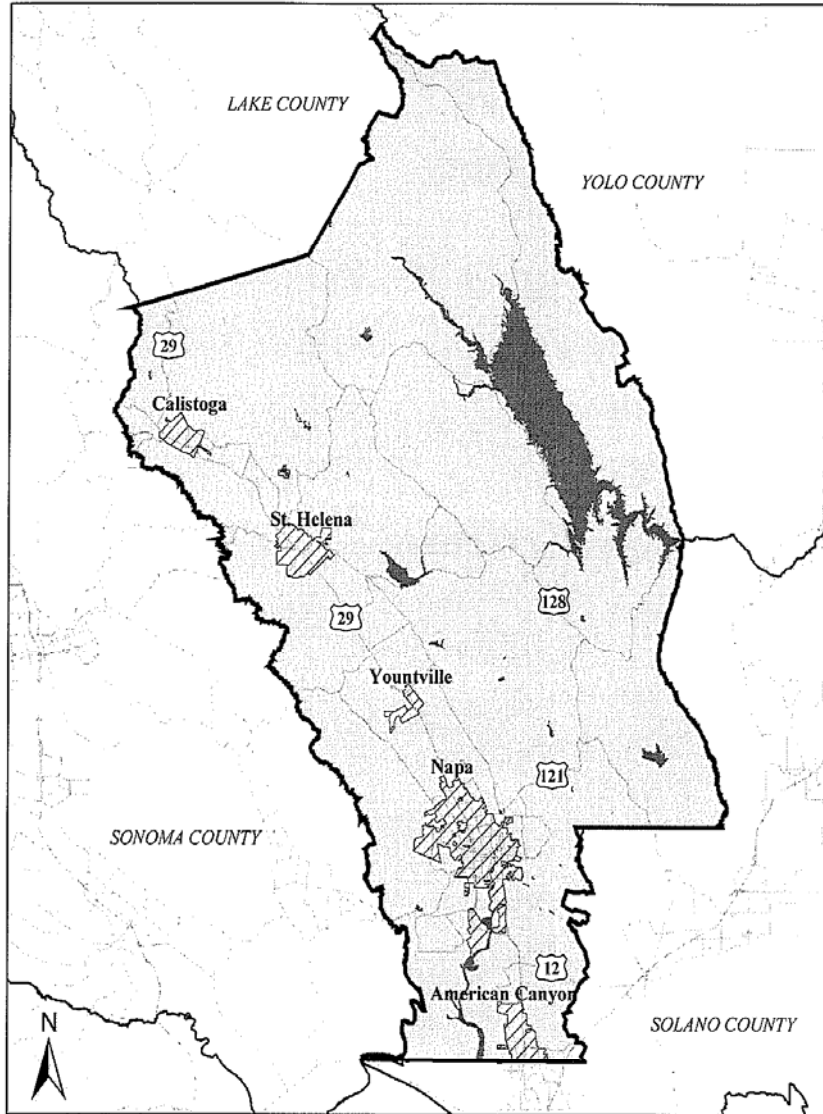 LAKE COUNTY
YOLO COUNTY
29
Calistoga
St. Helena
128
29
Yountville
Napa
121
SONOMA COUNTY
12
American Canyon
N
SOLANO COUNTY